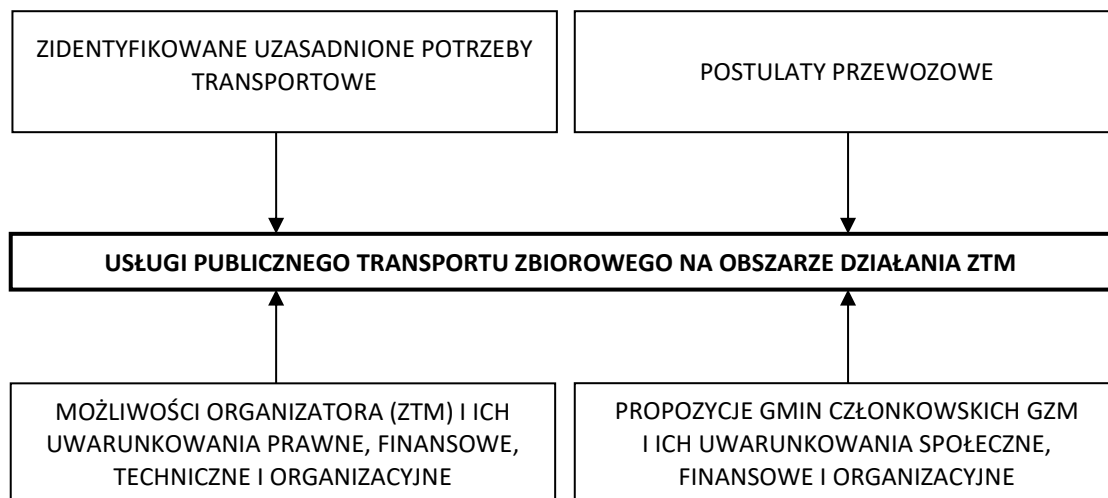 ZIDENTYFIKOWANE UZASADNIONE POTRZEBY
TRANSPORTOWE
POSTULATY PRZEWOZOWE
USŁUGI PUBLICZNEGO TRANSPORTU ZBIOROWEGO NA OBSZARZE DZIAŁANIA ZTM
MOŻLIWOŚCI ORGANIZATORA (ZTM) I ICH
UWARUNKOWANIA PRAWNE, FINANSOWE,
TECHNICZNE I ORGANIZACYJNE
PROPOZYCJE GMIN CZŁONKOWSKICH GZM
I ICH UWARUNKOWANIA SPOŁECZNE,
FINANSOWE I ORGANIZACYJNE